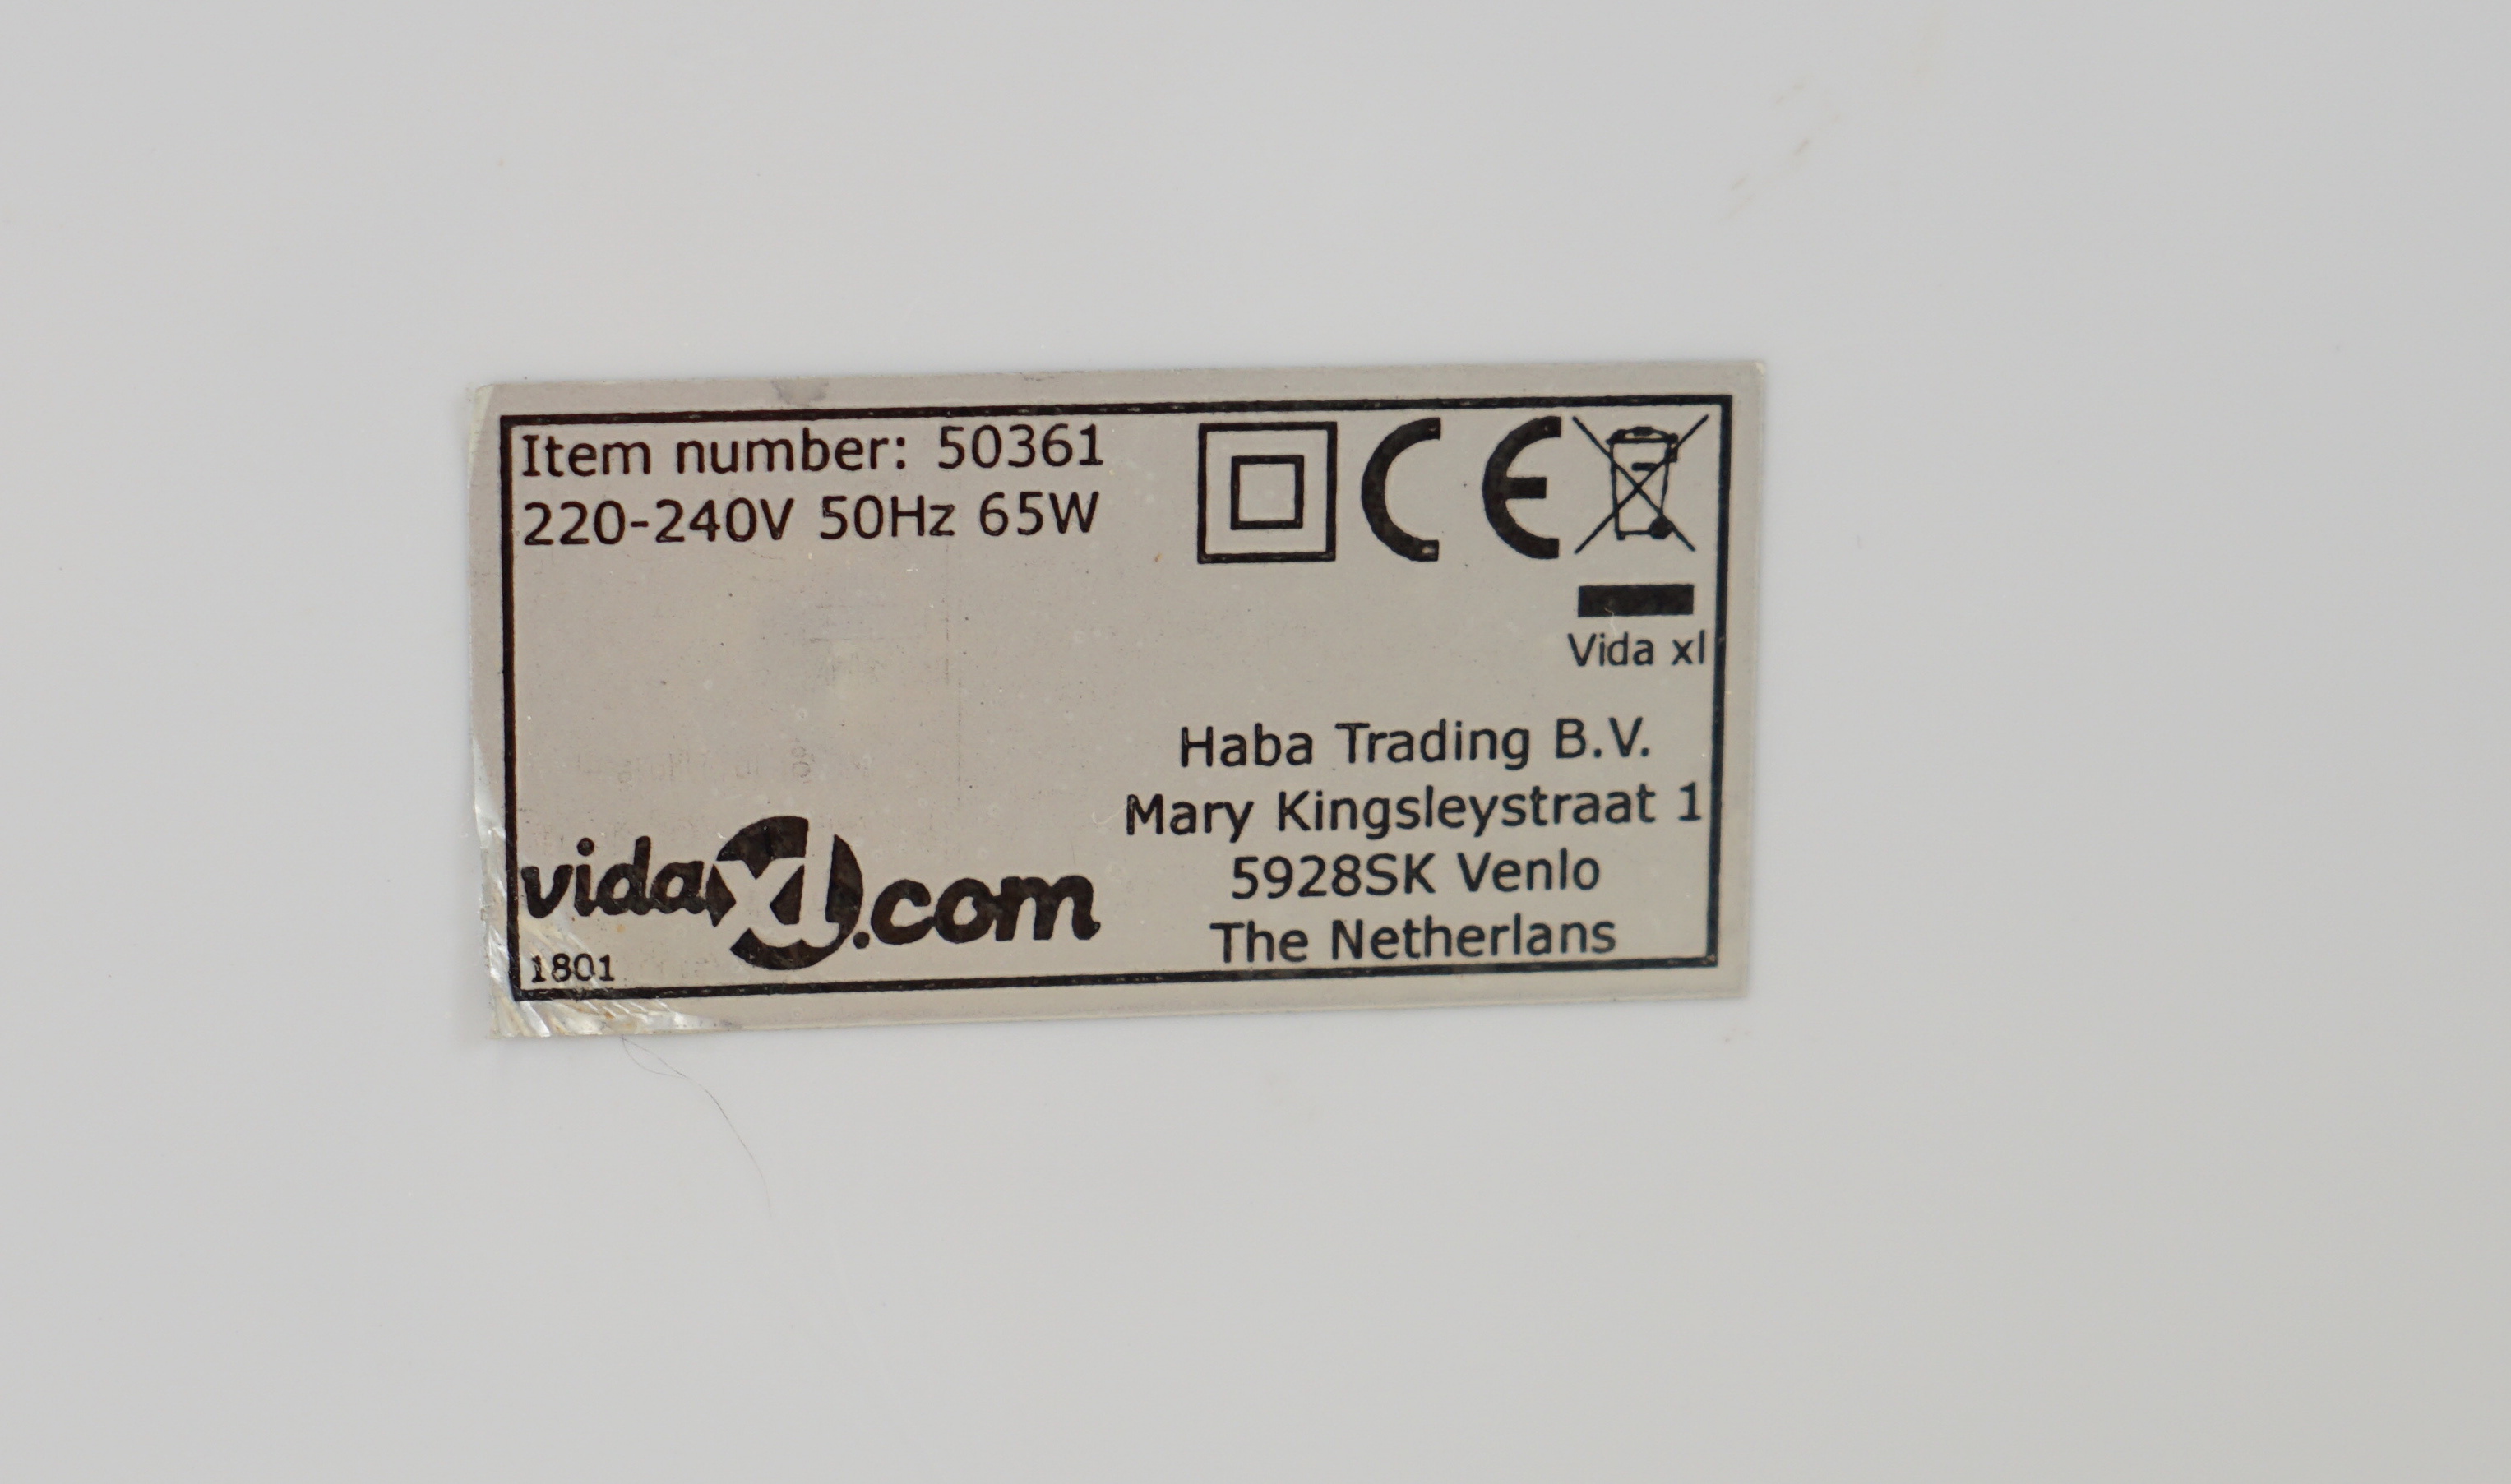 Item number: 50361
220-240V 50Hz 65W
CE
Vida xl
Haba Trading B.V.
Mary Kingsleystraat 1
5928SK Venlo
The Netherlans
vidaXL.com
1801